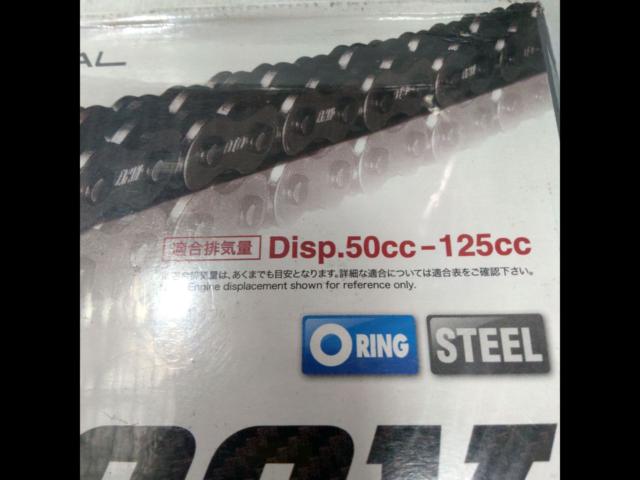 AL
適合排気量 Disp.50cc-125cc
適合排気量は、あくまでも目安となります。詳細な適合については適合表をご確認下さい。
Engine displacement shown for reference only.
O RING STEEL